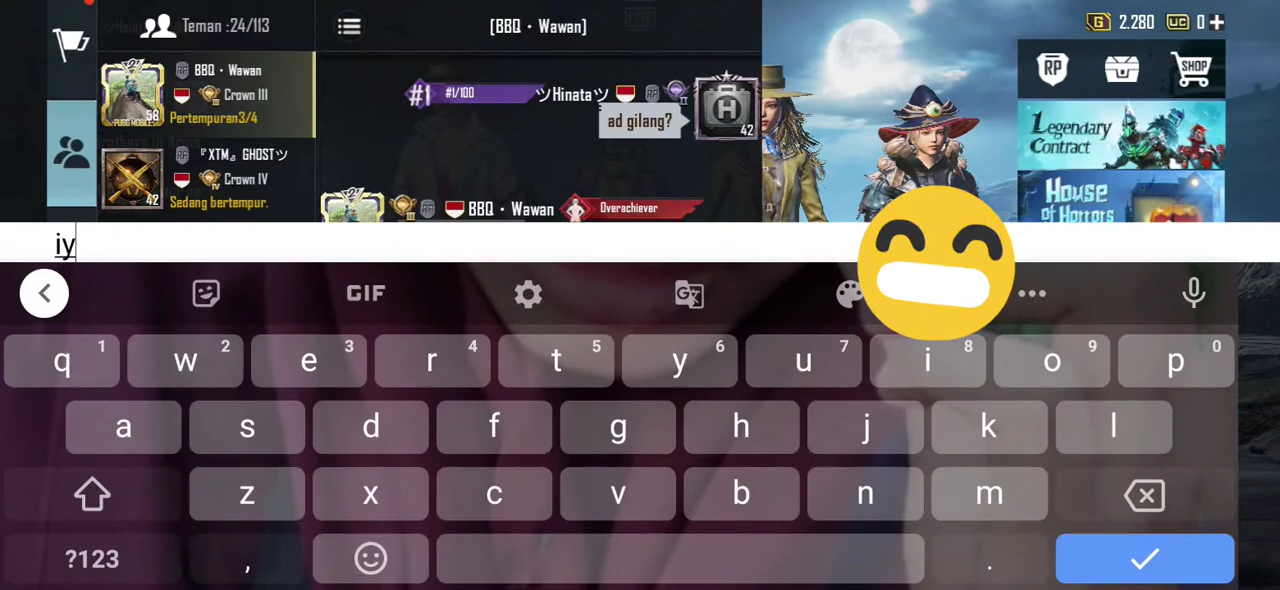 Teman :24/113
[BBQ • Wawan]
2.280
0 +
BBQ • Wawan
Crown III
Pertempuran3/4
58
#1 #1/100
ツHinataツ
ad gilang?
H
42
RP
SHOP
Legendary
Contract
『XTM』 GHOSTツ
Crown IV
Sedang bertempur.
42
BBQ • Wawan
Overachiever
House
of Horrors
iy
GIF
q 1 w 2 e 3 r 4 t 5 y 6 u 7 i 8 o 9 p 0
a s d f g h j k l
z x c v b n m
?123 , .